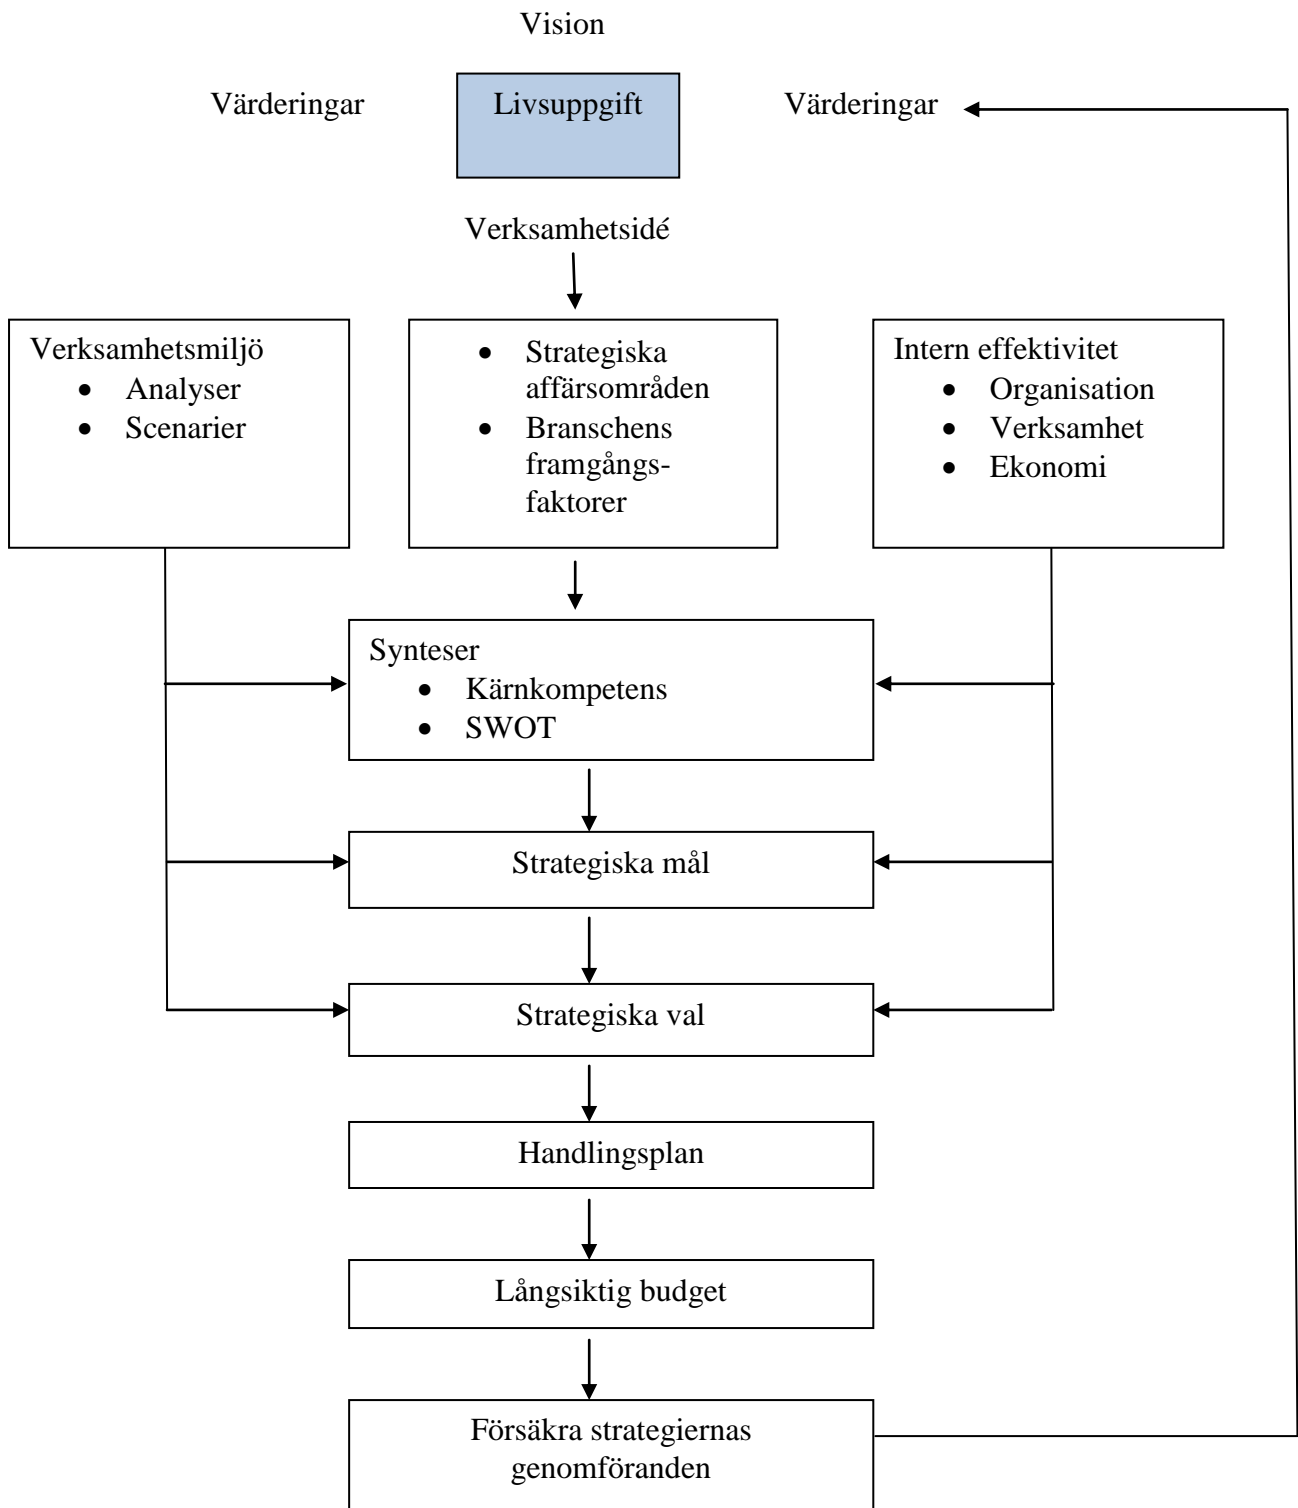 Vision
Värderingar
Livsuppgift
Värderingar
Verksamhetsidé
Verksamhetsmiljö
• Analyser
• Scenarier
• Strategiska
affärsområden
• Branschens
framgångs-
faktorer
Intern effektivitet
• Organisation
• Verksamhet
• Ekonomi
Synteser
• Kärnkompetens
• SWOT
Strategiska mål
Strategiska val
Handlingsplan
Långsiktig budget
Försäkra strategiernas
genomföranden